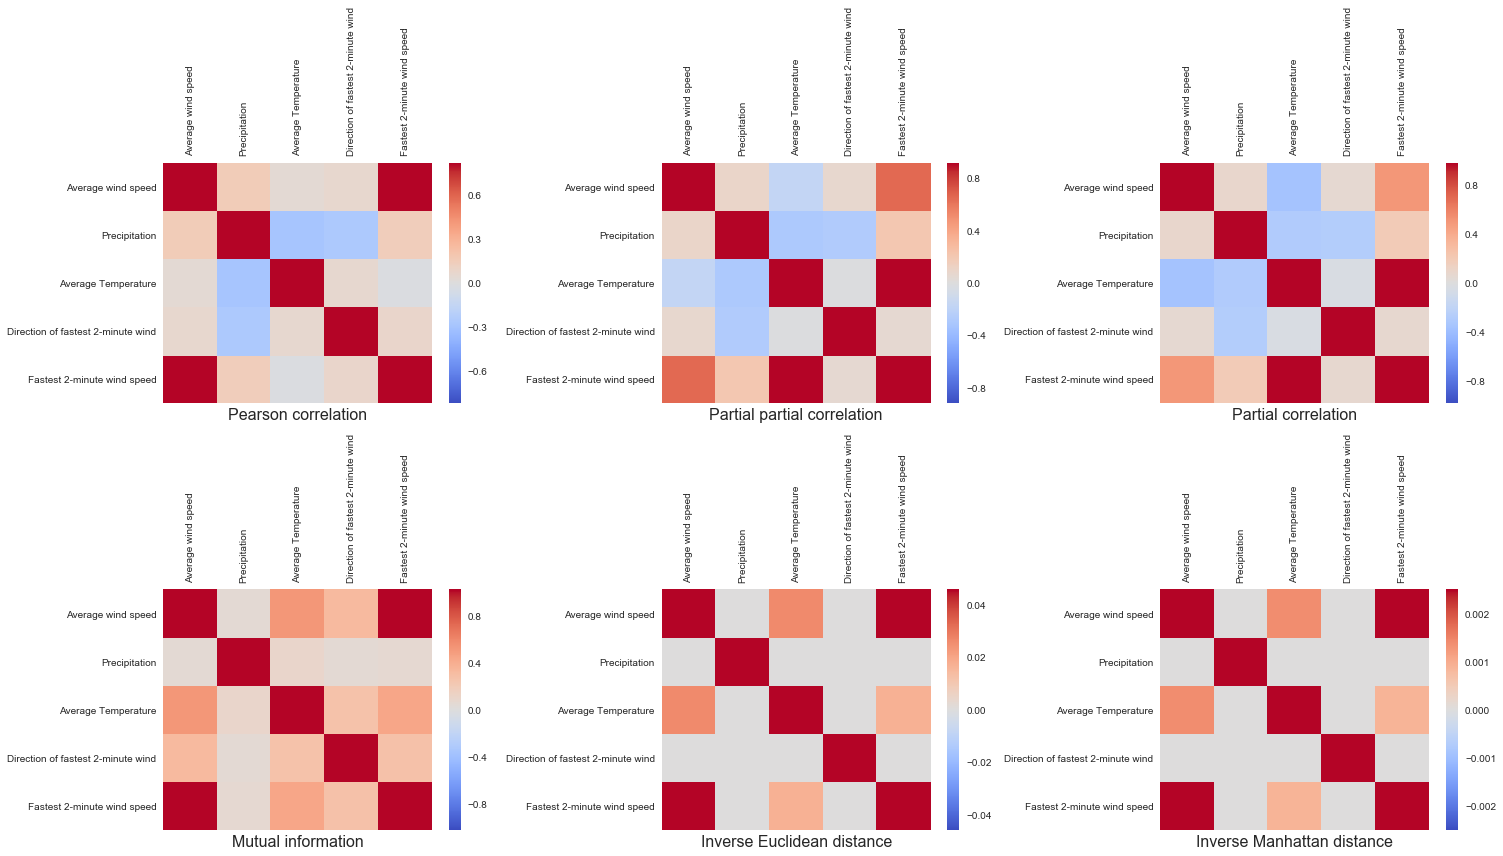 Average wind speed
Precipitation
Average Temperature
Direction of fastest 2-minute wind
Fastest 2-minute wind speed
Average wind speed
Precipitation
Average Temperature
Direction of fastest 2-minute wind
Fastest 2-minute wind speed
0.6
0.3
0.0
−0.3
−0.6
Pearson correlation
Average wind speed
Precipitation
Average Temperature
Direction of fastest 2-minute wind
Fastest 2-minute wind speed
Average wind speed
Precipitation
Average Temperature
Direction of fastest 2-minute wind
Fastest 2-minute wind speed
0.8
0.4
0.0
−0.4
−0.8
Partial partial correlation
Average wind speed
Precipitation
Average Temperature
Direction of fastest 2-minute wind
Fastest 2-minute wind speed
Average wind speed
Precipitation
Average Temperature
Direction of fastest 2-minute wind
Fastest 2-minute wind speed
0.8
0.4
0.0
−0.4
−0.8
Partial correlation
Average wind speed
Precipitation
Average Temperature
Direction of fastest 2-minute wind
Fastest 2-minute wind speed
Average wind speed
Precipitation
Average Temperature
Direction of fastest 2-minute wind
Fastest 2-minute wind speed
0.8
0.4
0.0
−0.4
−0.8
Mutual information
Average wind speed
Precipitation
Average Temperature
Direction of fastest 2-minute wind
Fastest 2-minute wind speed
Average wind speed
Precipitation
Average Temperature
Direction of fastest 2-minute wind
Fastest 2-minute wind speed
0.04
0.02
0.00
−0.02
−0.04
Inverse Euclidean distance
Average wind speed
Precipitation
Average Temperature
Direction of fastest 2-minute wind
Fastest 2-minute wind speed
Average wind speed
Precipitation
Average Temperature
Direction of fastest 2-minute wind
Fastest 2-minute wind speed
0.002
0.001
0.000
−0.001
−0.002
Inverse Manhattan distance